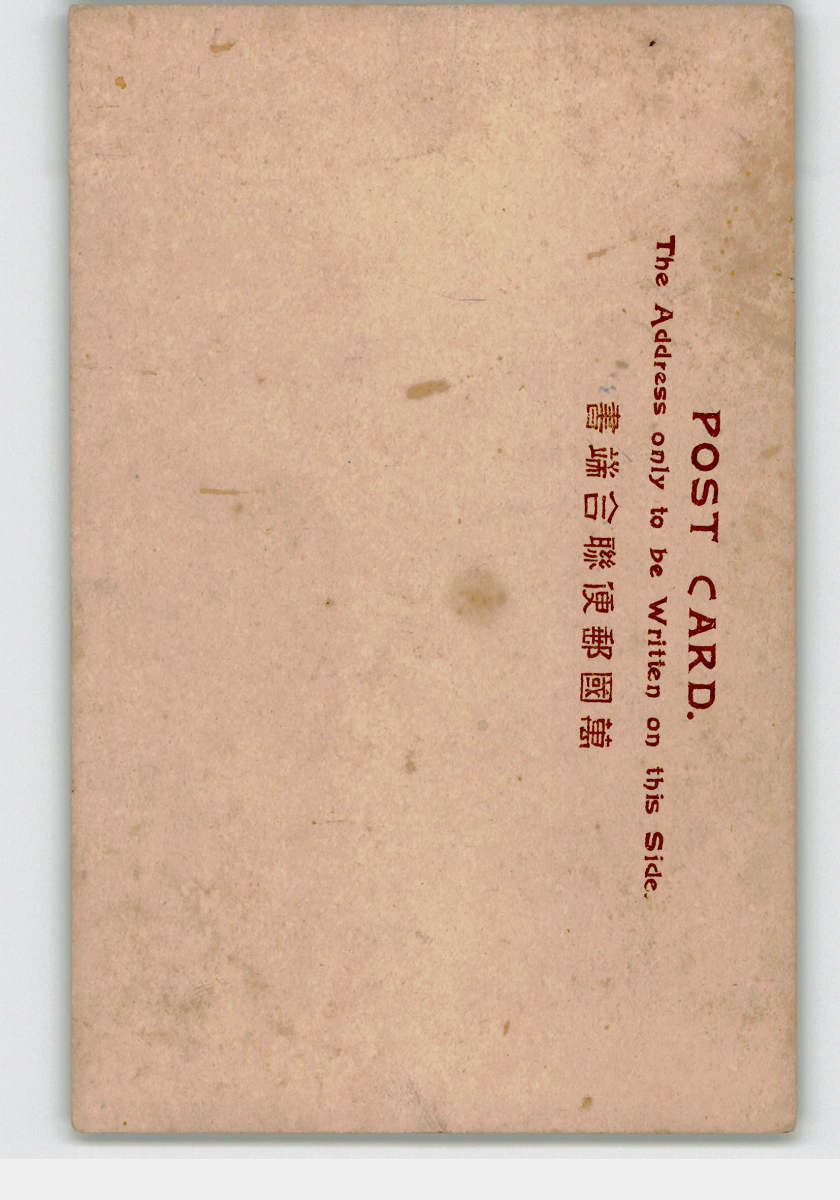 POST CARD.
The Address only to be Written on this Side.
書端合聯便郵國萬